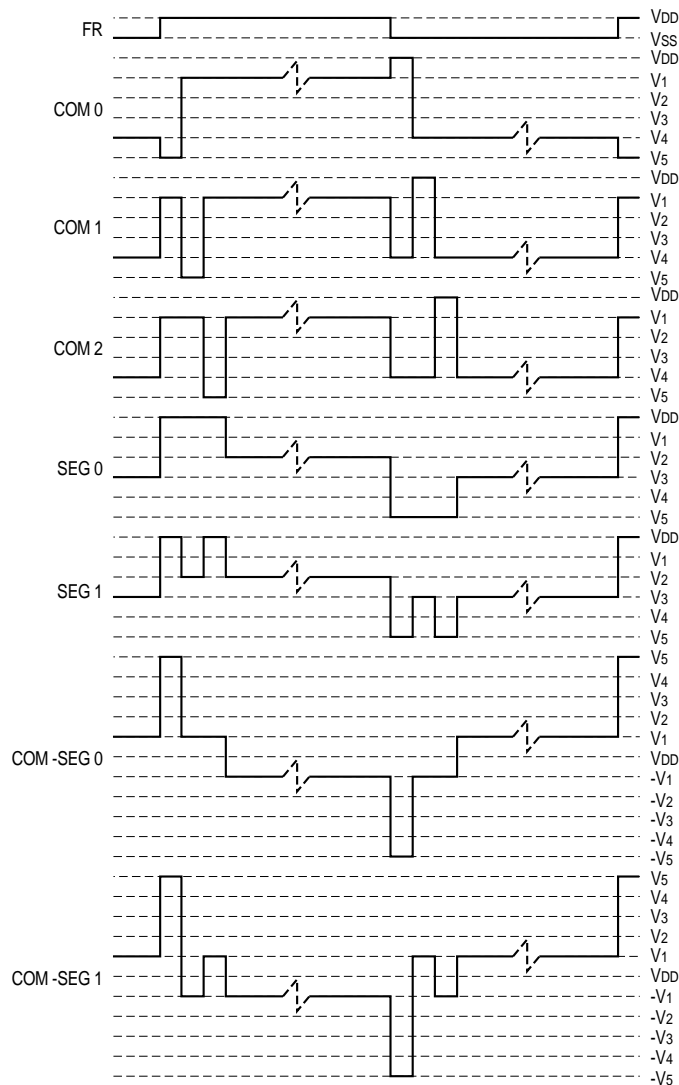 FR
VDD
VSS
COM 0
VDD
V1
V2
V3
V4
V5
COM 1
VDD
V1
V2
V3
V4
V5
COM 2
VDD
V1
V2
V3
V4
V5
SEG 0
VDD
V1
V2
V3
V4
V5
SEG 1
VDD
V1
V2
V3
V4
V5
COM -SEG 0
V5
V4
V3
V2
V1
VDD
-V1
-V2
-V3
-V4
-V5
COM -SEG 1
V5
V4
V3
V2
V1
VDD
-V1
-V2
-V3
-V4
-V5